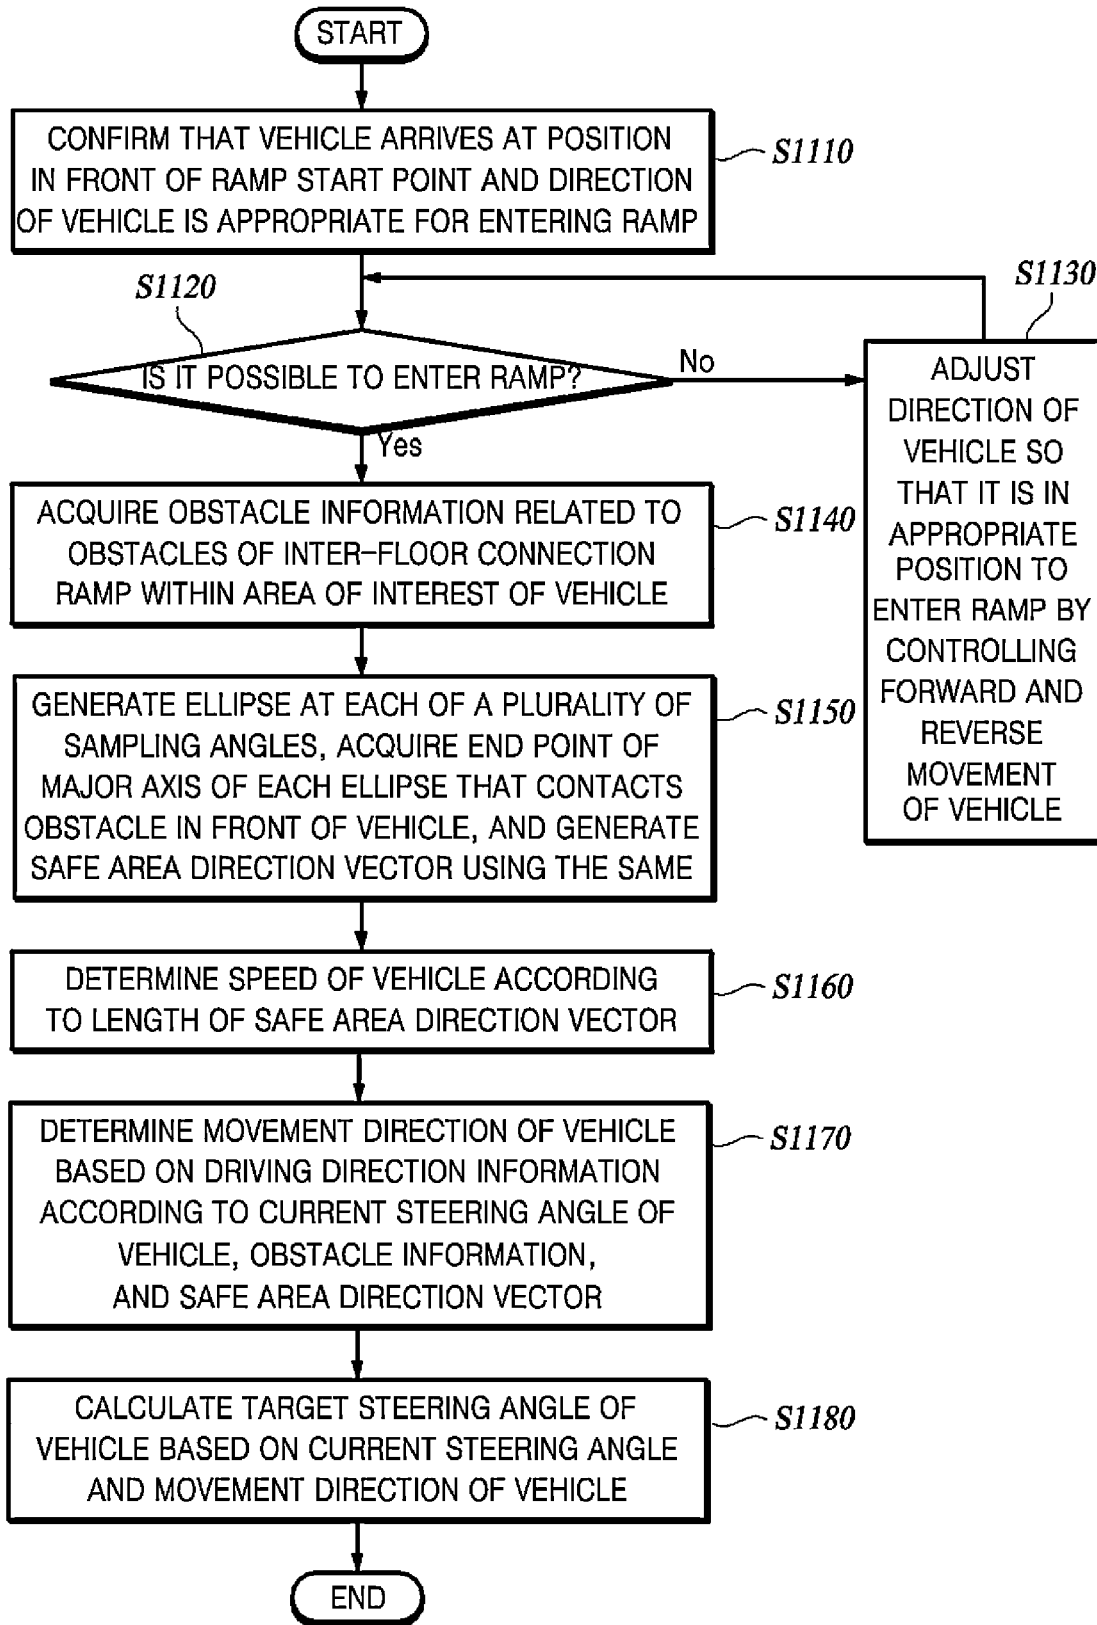 START
CONFIRM THAT VEHICLE ARRIVES AT POSITION
IN FRONT OF RAMP START POINT AND DIRECTION
OF VEHICLE IS APPROPRIATE FOR ENTERING RAMP
S1110
S1120
IS IT POSSIBLE TO ENTER RAMP?
No
Yes
S1130
ADJUST
DIRECTION OF
VEHICLE SO
THAT IT IS IN
APPROPRIATE
POSITION TO
ENTER RAMP BY
CONTROLLING
FORWARD AND
REVERSE
MOVEMENT
OF VEHICLE
ACQUIRE OBSTACLE INFORMATION RELATED TO
OBSTACLES OF INTER-FLOOR CONNECTION
RAMP WITHIN AREA OF INTEREST OF VEHICLE
S1140
GENERATE ELLIPSE AT EACH OF A PLURALITY OF
SAMPLING ANGLES, ACQUIRE END POINT OF
MAJOR AXIS OF EACH ELLIPSE THAT CONTACTS
OBSTACLE IN FRONT OF VEHICLE, AND GENERATE
SAFE AREA DIRECTION VECTOR USING THE SAME
S1150
DETERMINE SPEED OF VEHICLE ACCORDING
TO LENGTH OF SAFE AREA DIRECTION VECTOR
S1160
DETERMINE MOVEMENT DIRECTION OF VEHICLE
BASED ON DRIVING DIRECTION INFORMATION
ACCORDING TO CURRENT STEERING ANGLE OF
VEHICLE, OBSTACLE INFORMATION,
AND SAFE AREA DIRECTION VECTOR
S1170
CALCULATE TARGET STEERING ANGLE OF
VEHICLE BASED ON CURRENT STEERING ANGLE
AND MOVEMENT DIRECTION OF VEHICLE
S1180
END